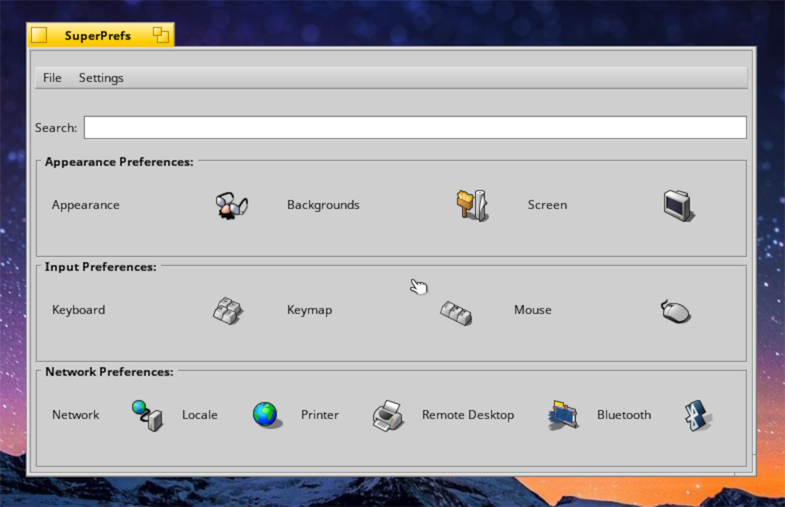 SuperPrefs
File Settings
Search:
Appearance Preferences:
Appearance Backgrounds Screen
Input Preferences:
Keyboard Keymap Mouse
Network Preferences:
Network Locale Printer Remote Desktop Bluetooth